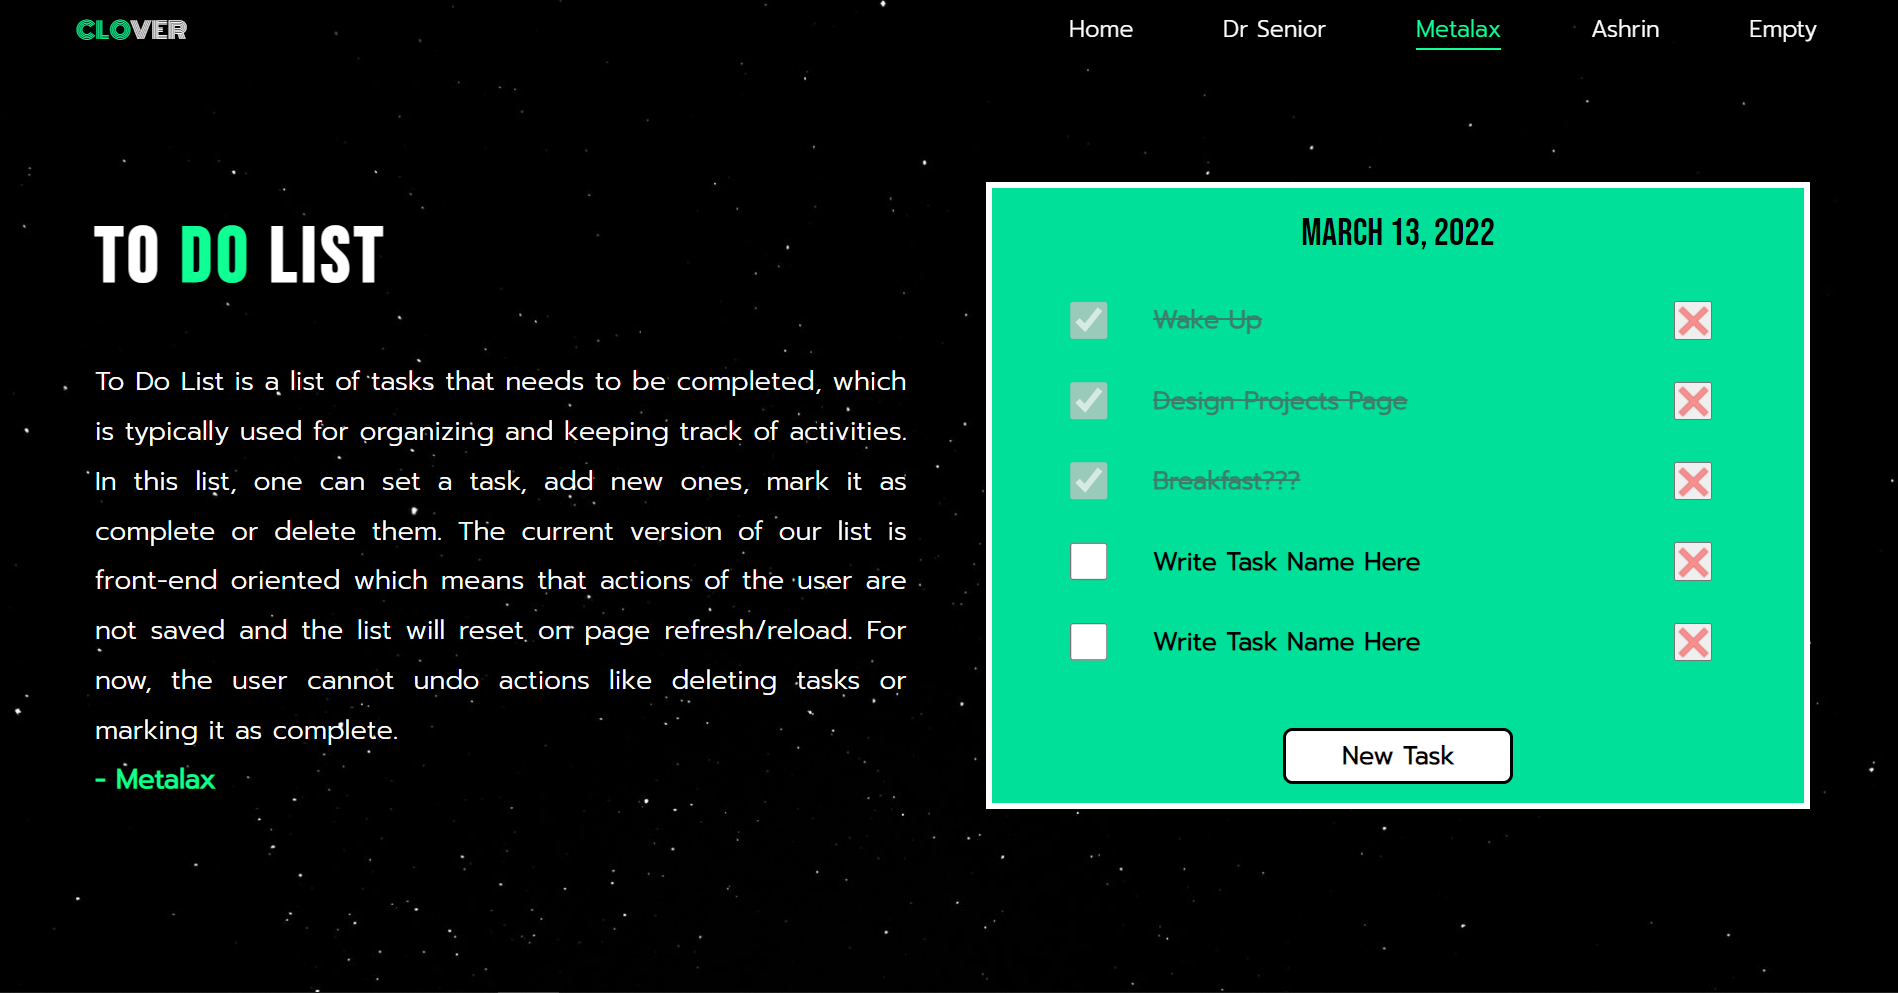 CLOVER
Home Dr Senior Metalax Ashrin Empty
TO DO LIST
To Do List is a list of tasks that needs to be completed, which
is typically used for organizing and keeping track of activities.
In this list, one can set a task, add new ones, mark it as
complete or delete them. The current version of our list is
front-end oriented which means that actions of the user are
not saved and the list will reset on page refresh/reload. For
now, the user cannot undo actions like deleting tasks or
marking it as complete.
- Metalax
MARCH 13, 2022
Wake Up
Design Projects Page
Breakfast???
Write Task Name Here
Write Task Name Here
New Task